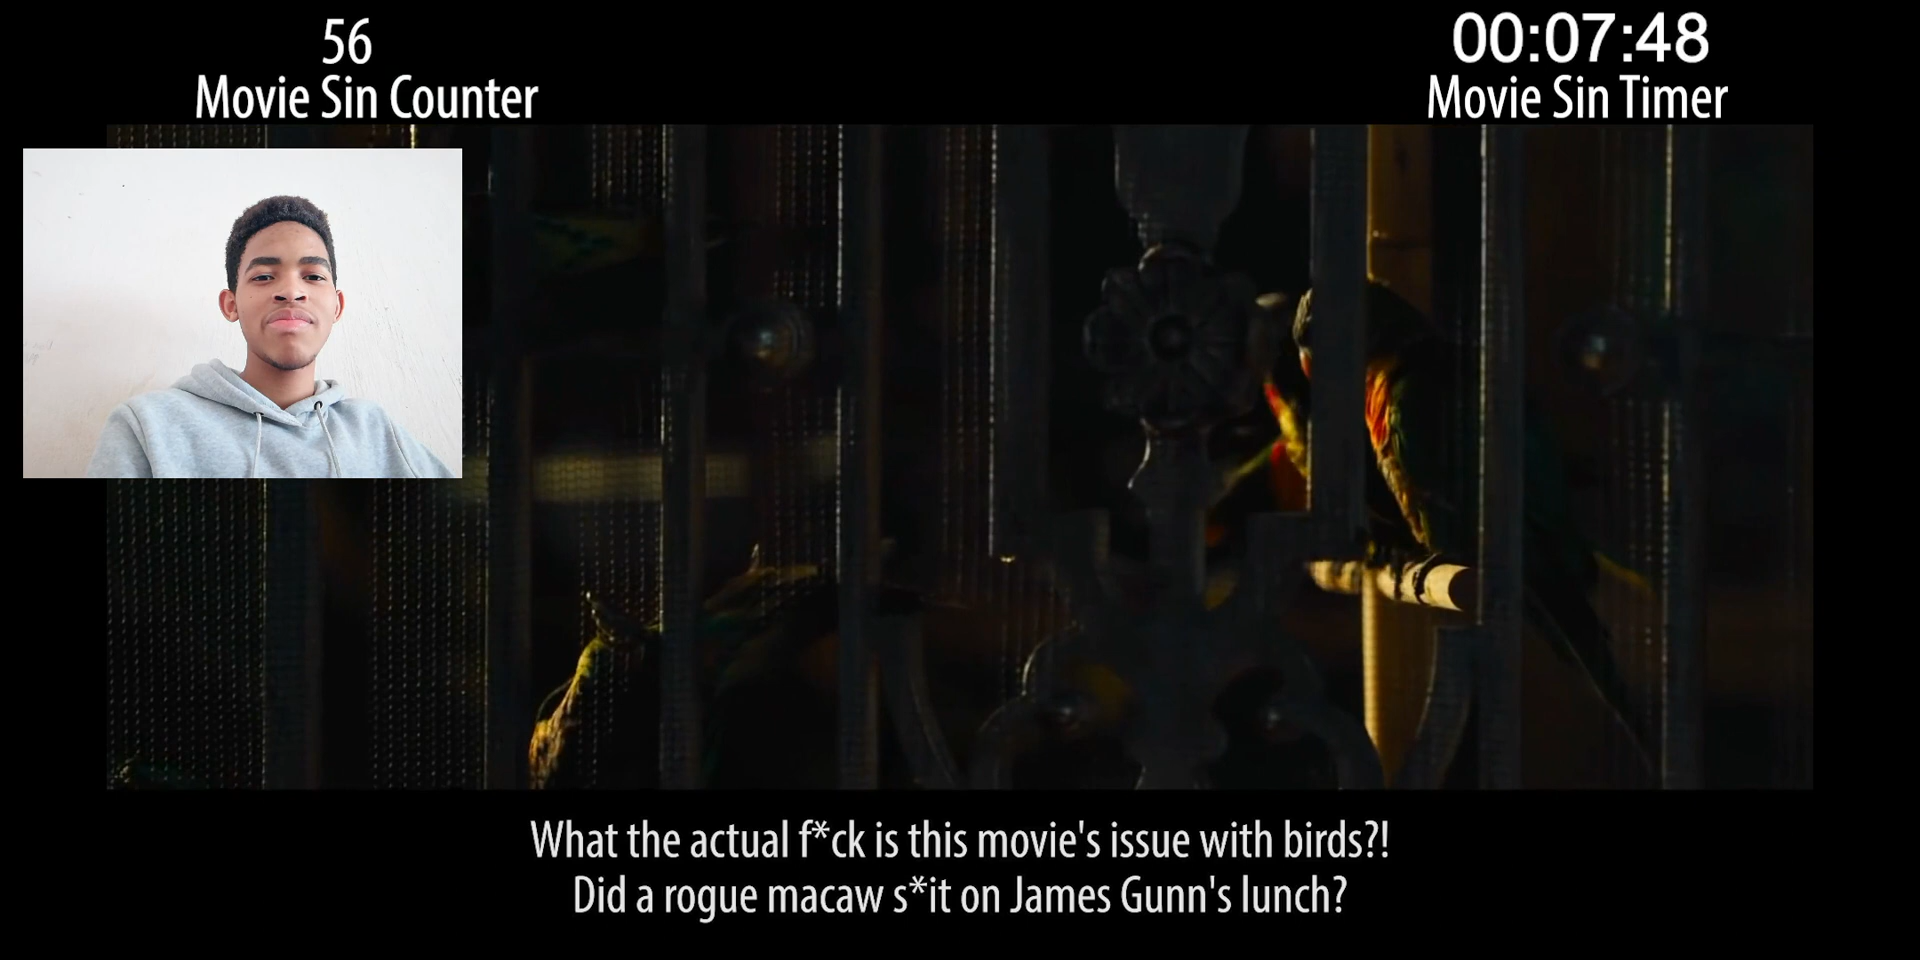 56
Movie Sin Counter
00:07:48
Movie Sin Timer
What the actual f*ck is this movie's issue with birds?!
Did a rogue macaw s*it on James Gunn's lunch?